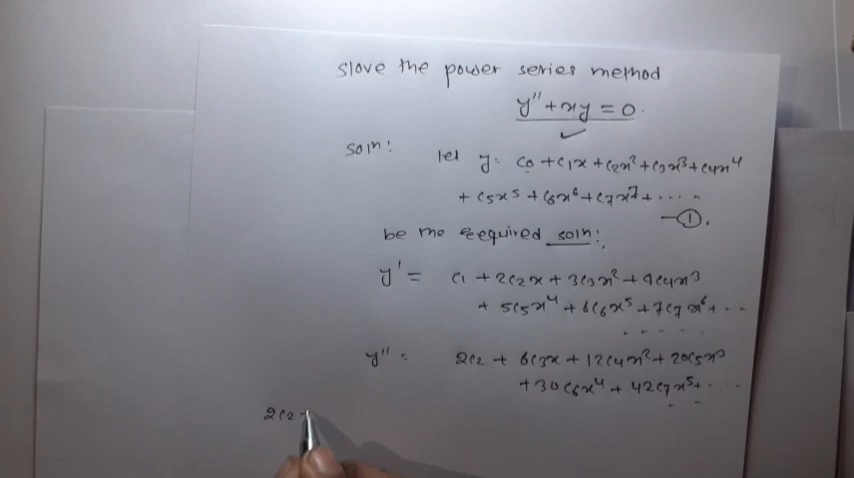 slove the power series method
y'' + xy = 0.
soln: let y: c0 + c1x + c2x² + c3x³ + c4x⁴
+ c5x⁵ + c6x⁶ + c7x⁷ + .... ①.
be the required soln:
y' = c1 + 2c2x + 3c3x² + 4c4x³
+ 5c5x⁴ + 6c6x⁵ + 7c7x⁶ + ...
y'' = 2c2 + 6c3x + 12c4x² + 20c5x³
+ 30c6x⁴ + 42c7x⁵ + ...
2c2 +